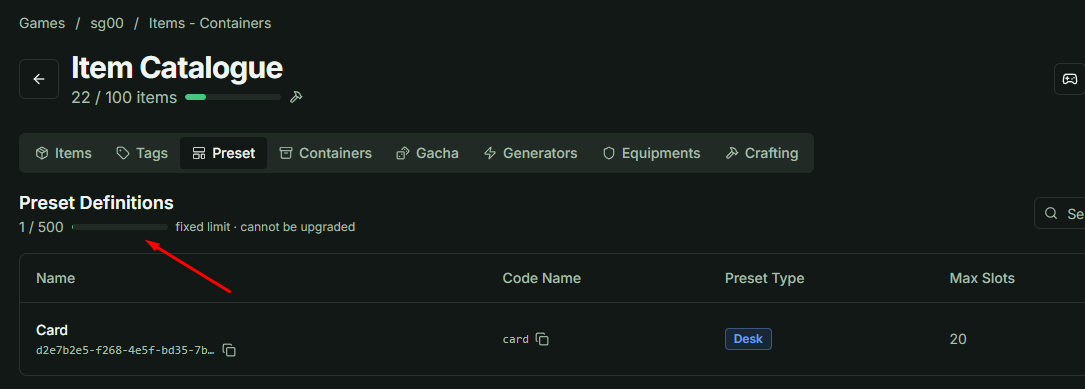 Games / sg00 / Items - Containers
Item Catalogue
22 / 100 items
Items Tags Preset Containers Gacha Generators Equipments Crafting
Preset Definitions
1 / 500 fixed limit · cannot be upgraded
Se
Name Code Name Preset Type Max Slots
Card
d2e7b2e5-f268-4e5f-bd35-7b…
card Desk 20